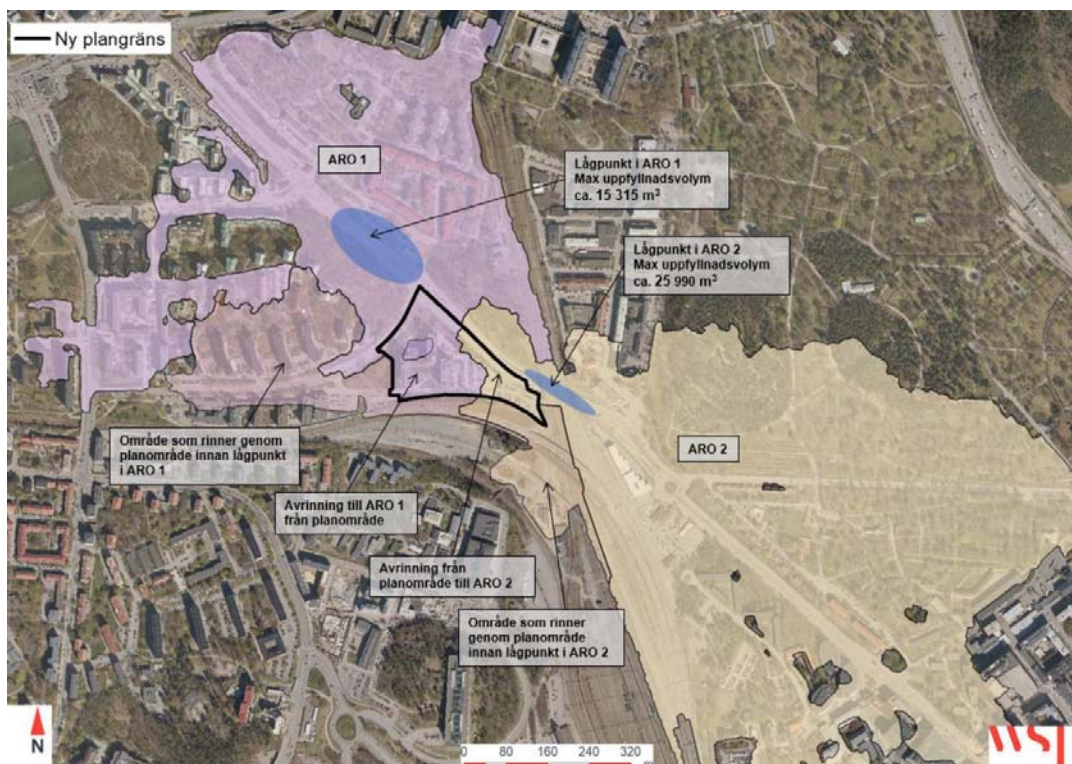 Ny plangräns
ARO 1
Lågpunkt i ARO 1
Max uppfyllnadsvolym
ca. 15 315 m³
Lågpunkt i ARO 2
Max uppfyllnadsvolym
ca. 25 990 m³
ARO 2
Område som rinner genom
planområde innan lågpunkt
i ARO 1
Avrinning till ARO 1
från planområde
Avrinning från
planområde till ARO 2
Område som rinner
genom planområde
innan lågpunkt i ARO 2
N
0 80 160 240 320
wsp